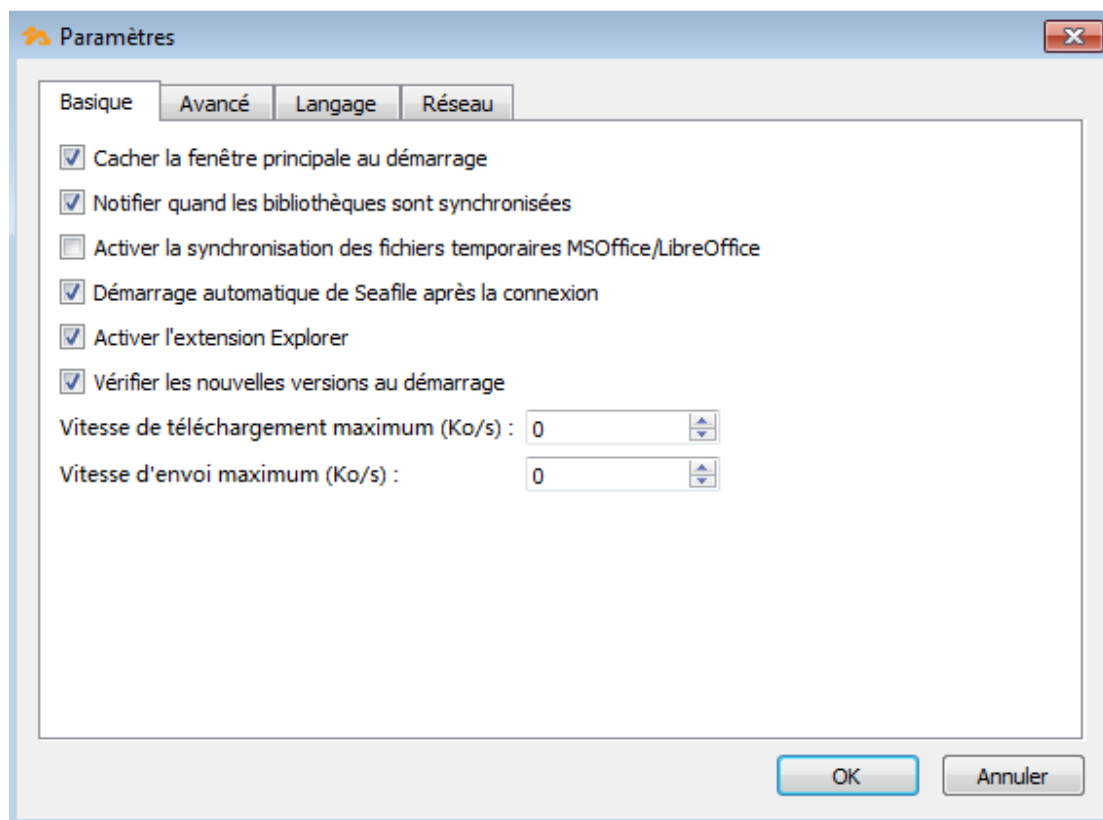 Paramètres
Basique Avancé Langage Réseau
Cacher la fenêtre principale au démarrage
Notifier quand les bibliothèques sont synchronisées
Activer la synchronisation des fichiers temporaires MSOffice/LibreOffice
Démarrage automatique de Seafile après la connexion
Activer l'extension Explorer
Vérifier les nouvelles versions au démarrage
Vitesse de téléchargement maximum (Ko/s) : 0
Vitesse d'envoi maximum (Ko/s) : 0
OK Annuler